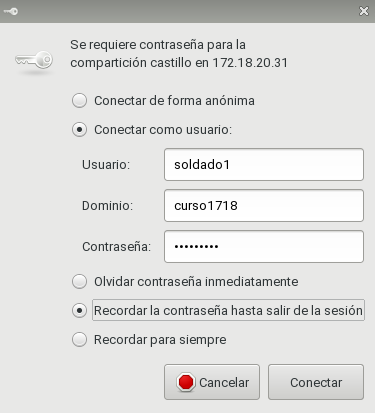 Se requiere contraseña para la
compartición castillo en 172.18.20.31
Conectar de forma anónima
Conectar como usuario:
Usuario: soldado1
Dominio: curso1718
Contraseña: •••••••••
Olvidar contraseña inmediatamente
Recordar la contraseña hasta salir de la sesión
Recordar para siempre
Cancelar Conectar